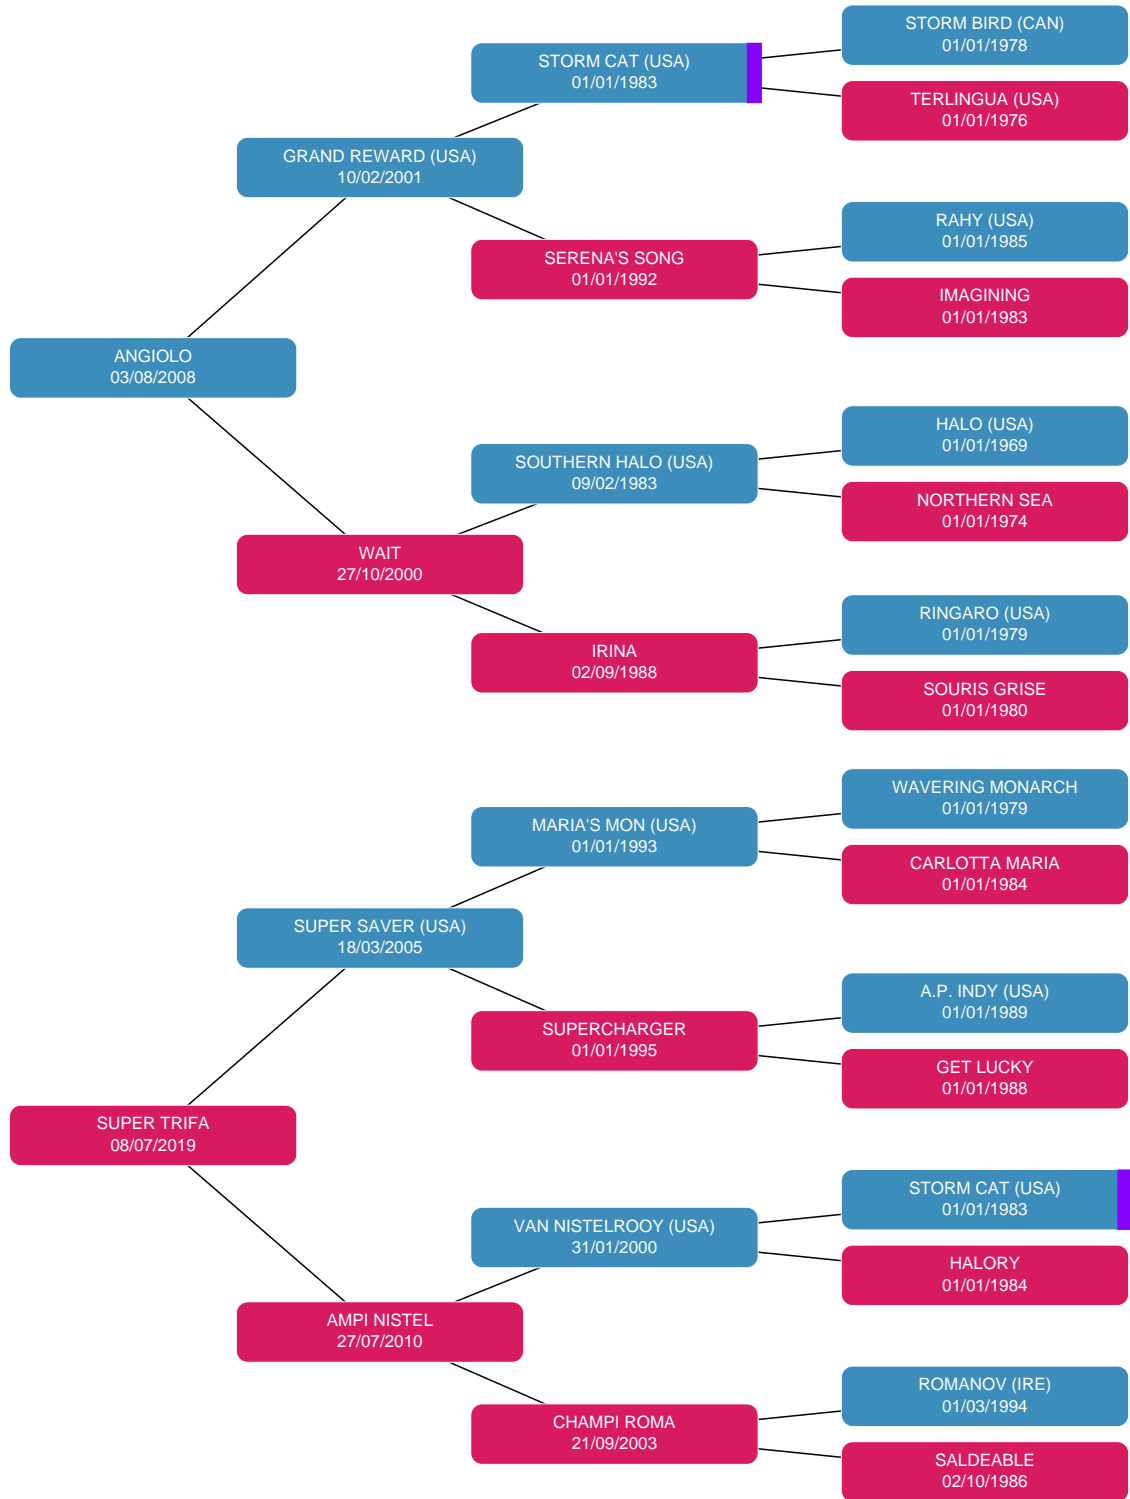 STORM BIRD (CAN)
01/01/1978
STORM CAT (USA)
01/01/1983
TERLINGUA (USA)
01/01/1976
GRAND REWARD (USA)
10/02/2001
RAHY (USA)
01/01/1985
SERENA'S SONG
01/01/1992
IMAGINING
01/01/1983
ANGIOLO
03/08/2008
HALO (USA)
01/01/1969
SOUTHERN HALO (USA)
09/02/1983
NORTHERN SEA
01/01/1974
WAIT
27/10/2000
RINGARO (USA)
01/01/1979
IRINA
02/09/1988
SOURIS GRISE
01/01/1980
WAVERING MONARCH
01/01/1979
MARIA'S MON (USA)
01/01/1993
CARLOTTA MARIA
01/01/1984
SUPER SAVER (USA)
18/03/2005
A.P. INDY (USA)
01/01/1989
SUPERCHARGER
01/01/1995
GET LUCKY
01/01/1988
SUPER TRIFA
08/07/2019
STORM CAT (USA)
01/01/1983
VAN NISTELROOY (USA)
31/01/2000
HALORY
01/01/1984
AMPI NISTEL
27/07/2010
ROMANOV (IRE)
01/03/1994
CHAMPI ROMA
21/09/2003
SALDEABLE
02/10/1986